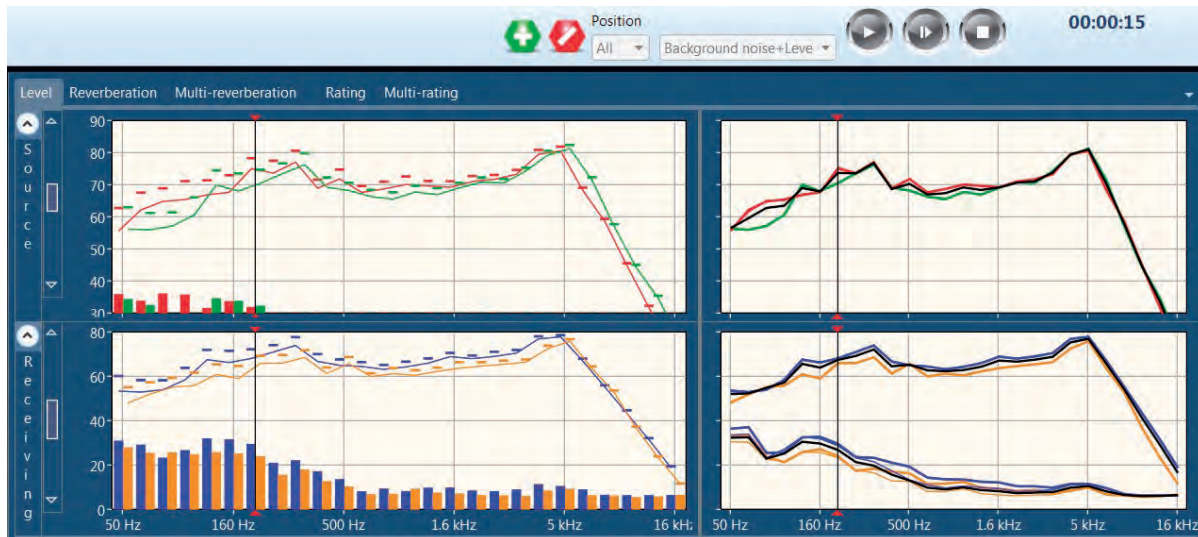 Position
All
Background noise+Leve
00:00:15
Level Reverberation Multi-reverberation Rating Multi-rating
Source
90
80
70
60
50
40
30
Receiving
80
60
40
20
0
50 Hz 160 Hz 500 Hz 1.6 kHz 5 kHz 16 kHz
50 Hz 160 Hz 500 Hz 1.6 kHz 5 kHz 16 kHz